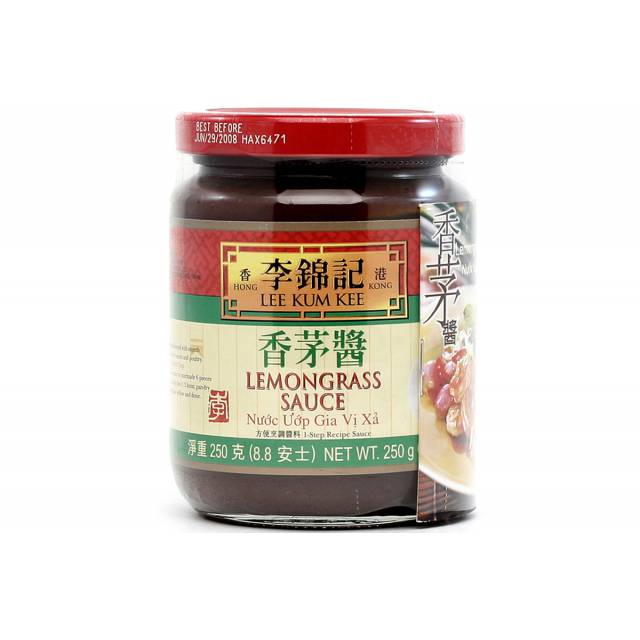 BEST BEFORE
JUN/29/2008 HAX6471
香港
HONG KONG
李錦記
LEE KUM KEE
香茅醬
LEMONGRASS
SAUCE
Nước Ướp Gia Vị Xả
方便烹調醬料 1-Step Recipe Sauce
淨重 250 克 (8.8 安士) NET WT. 250 g
李
香茅醬